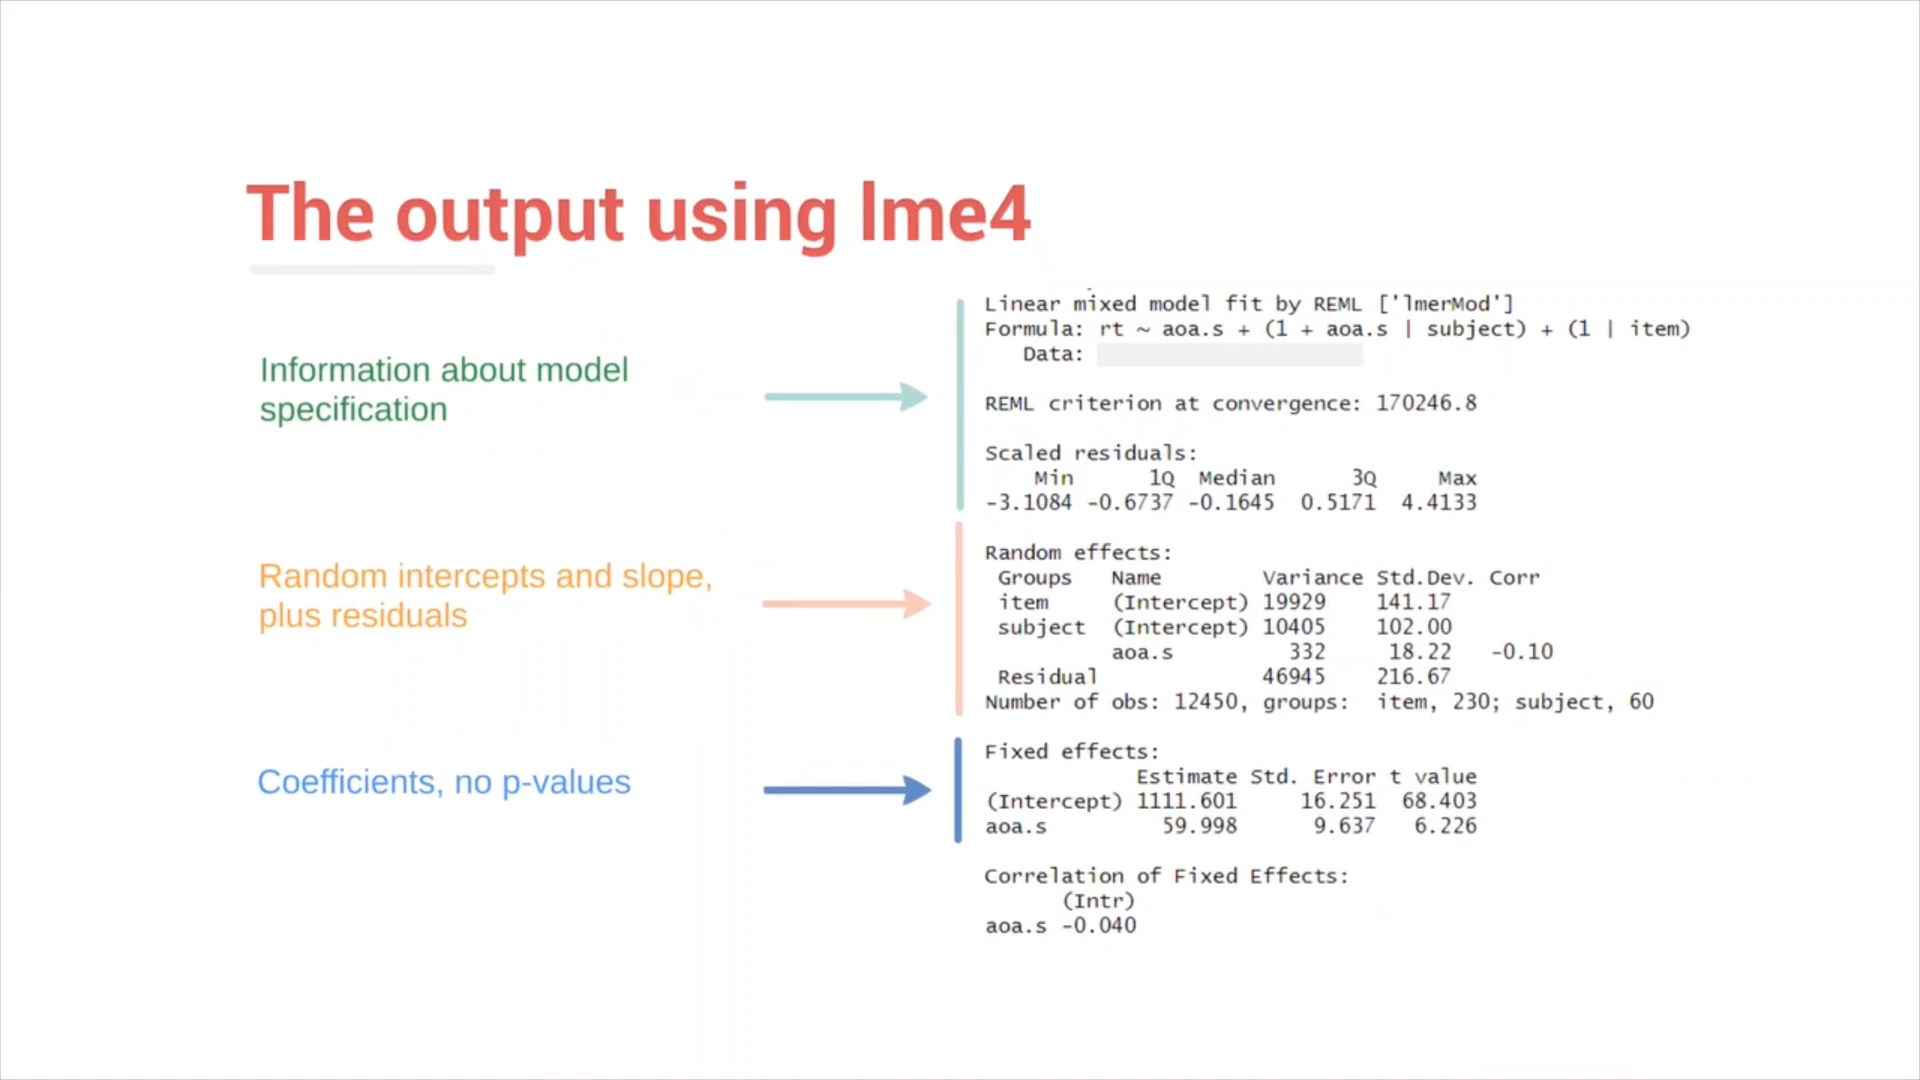 The output using lme4
Information about model
specification
Random intercepts and slope,
plus residuals
Coefficients, no p-values
Linear mixed model fit by REML ['lmerMod']
Formula: rt ~ aoa.s + (1 + aoa.s | subject) + (1 | item)
Data:
REML criterion at convergence: 170246.8
Scaled residuals:
Min 1Q Median 3Q Max
-3.1084 -0.6737 -0.1645 0.5171 4.4133
Random effects:
Groups Name Variance Std.Dev. Corr
item (Intercept) 19929 141.17
subject (Intercept) 10405 102.00
aoa.s 332 18.22 -0.10
Residual 46945 216.67
Number of obs: 12450, groups: item, 230; subject, 60
Fixed effects:
Estimate Std. Error t value
(Intercept) 1111.601 16.251 68.403
aoa.s 59.998 9.637 6.226
Correlation of Fixed Effects:
(Intr)
aoa.s -0.040